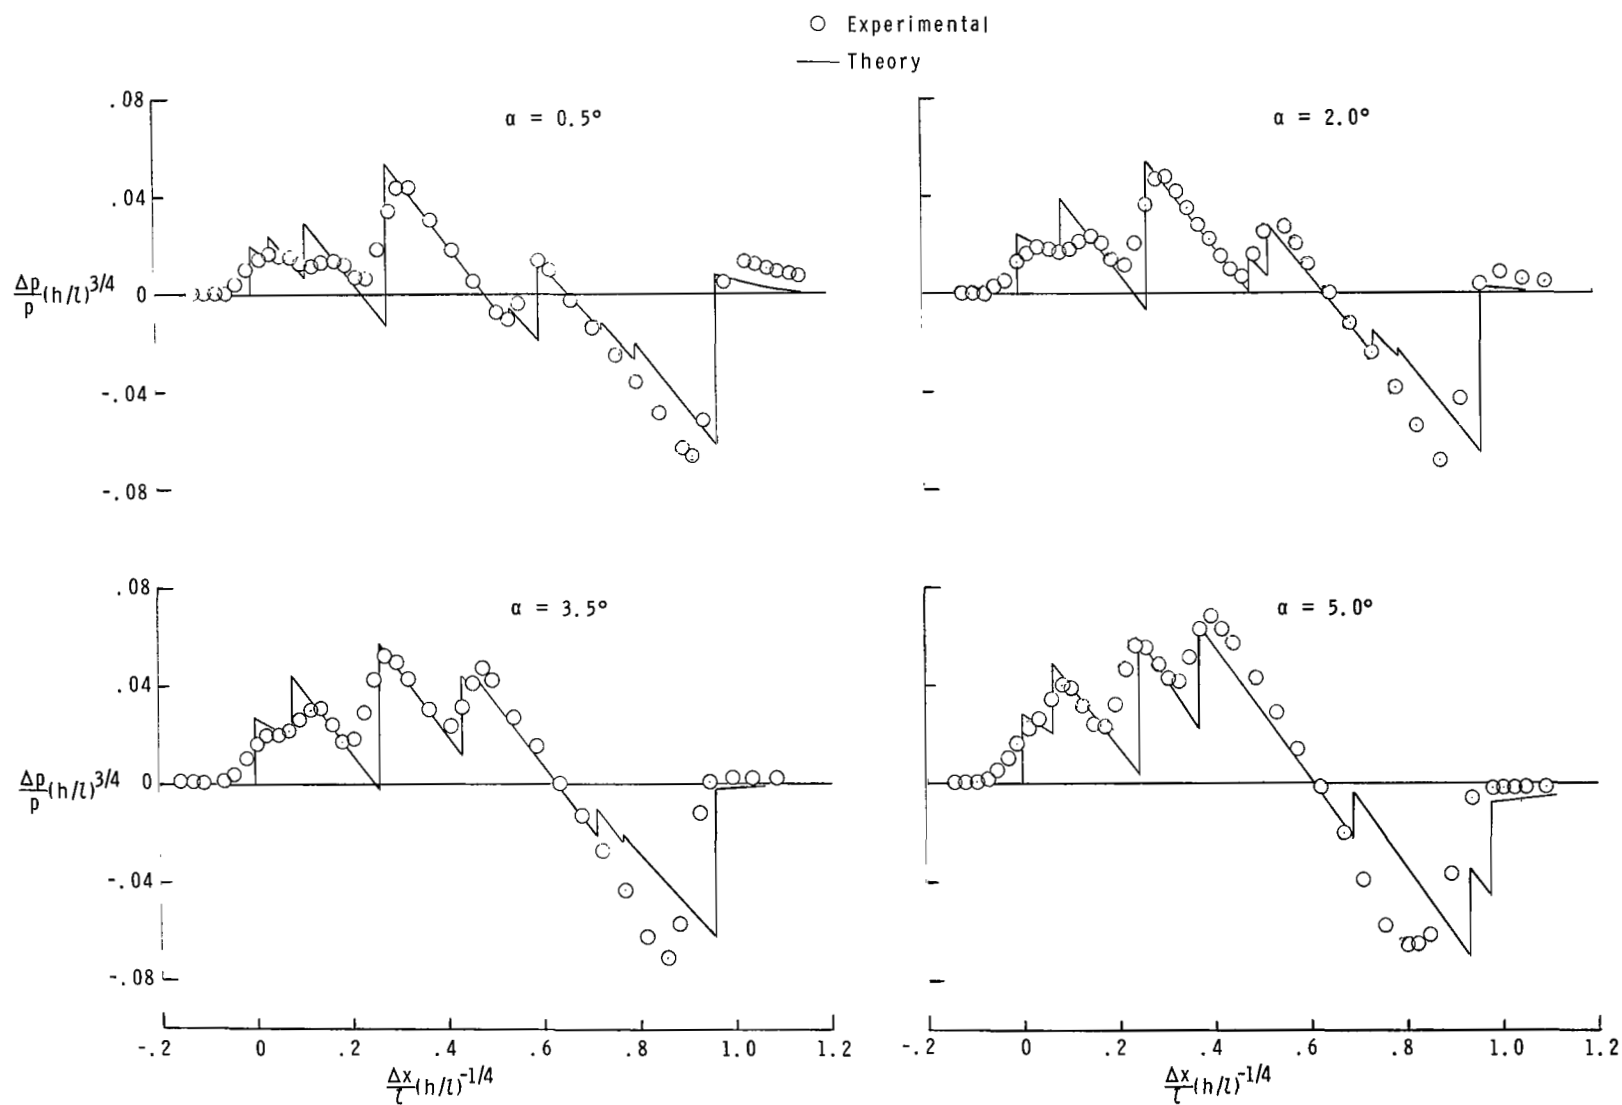 Experimental
Theory
α = 0.5°
α = 2.0°
.08
.04
0
-.04
-.08
Δp/p (h/l)^3/4
α = 3.5°
α = 5.0°
.08
.04
0
-.04
-.08
Δp/p (h/l)^3/4
-.2 0 .2 .4 .6 .8 1.0 1.2
-.2 0 .2 .4 .6 .8 1.0 1.2
Δx/l (h/l)^-1/4
Δx/l (h/l)^-1/4